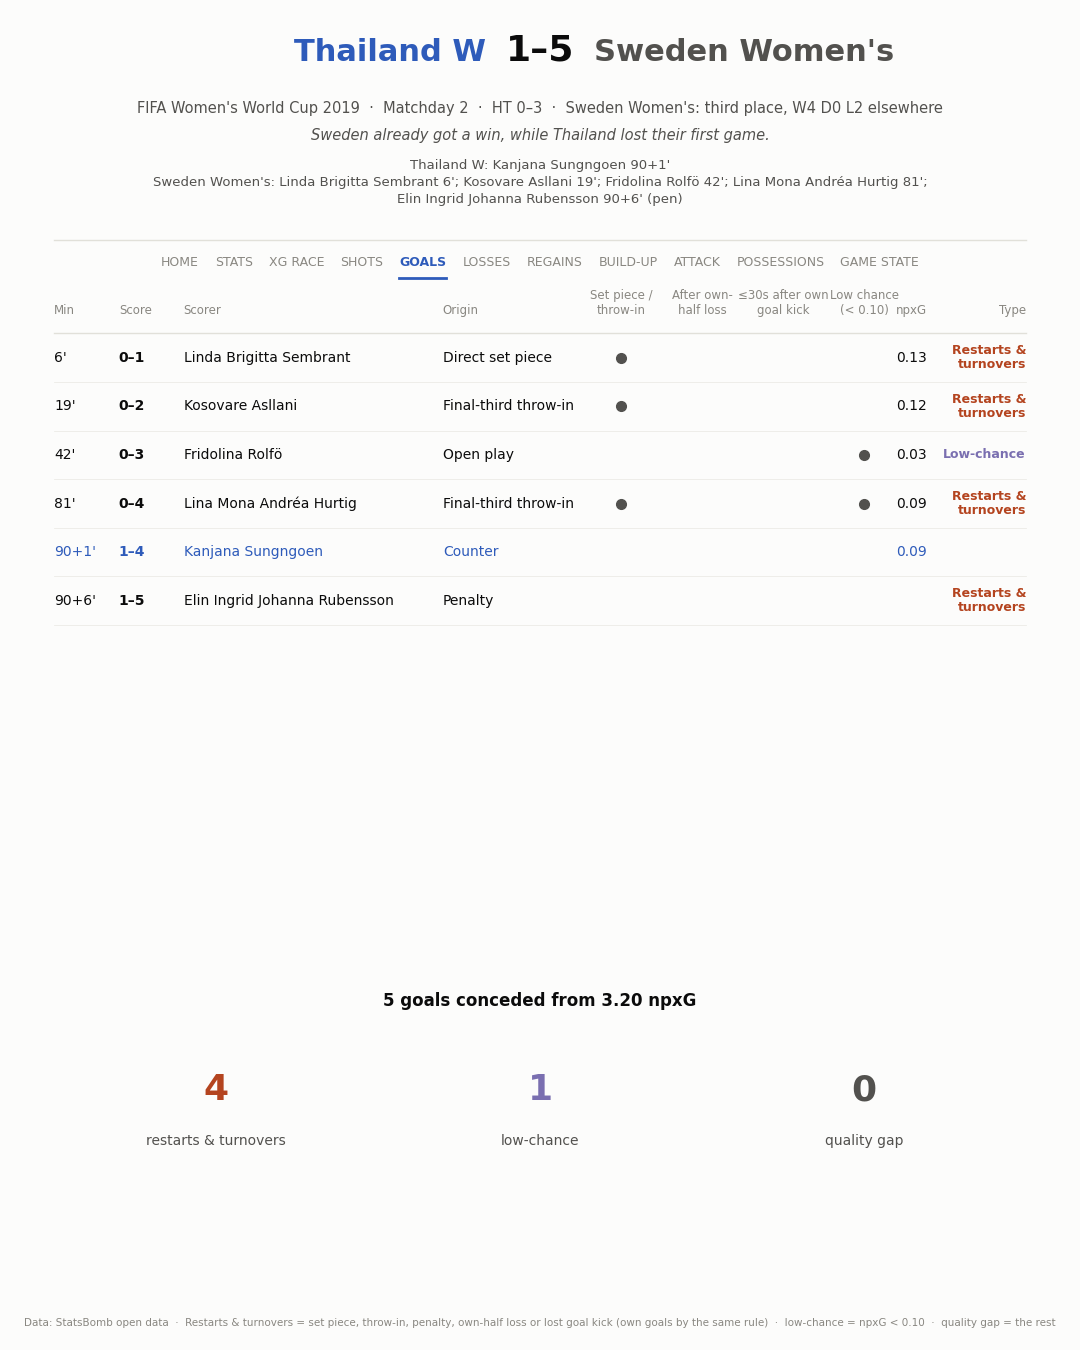 Thailand W 1–5 Sweden Women's
FIFA Women's World Cup 2019 · Matchday 2 · HT 0–3 · Sweden Women's: third place, W4 D0 L2 elsewhere
Sweden already got a win, while Thailand lost their first game.
Thailand W: Kanjana Sungngoen 90+1'
Sweden Women's: Linda Brigitta Sembrant 6'; Kosovare Asllani 19'; Fridolina Rolfö 42'; Lina Mona Andréa Hurtig 81';
Elin Ingrid Johanna Rubensson 90+6' (pen)
HOME STATS XG RACE SHOTS GOALS LOSSES REGAINS BUILD-UP ATTACK POSSESSIONS GAME STATE
Set piece / After own- ≤30s after own Low chance
Min Score Scorer Origin throw-in half loss goal kick (< 0.10) npxG Type
6' 0–1 Linda Brigitta Sembrant Direct set piece ● 0.13 Restarts &
turnovers
19' 0–2 Kosovare Asllani Final-third throw-in ● 0.12 Restarts &
turnovers
42' 0–3 Fridolina Rolfö Open play ● 0.03 Low-chance
81' 0–4 Lina Mona Andréa Hurtig Final-third throw-in ● ● 0.09 Restarts &
turnovers
90+1' 1–4 Kanjana Sungngoen Counter 0.09
90+6' 1–5 Elin Ingrid Johanna Rubensson Penalty Restarts &
turnovers
5 goals conceded from 3.20 npxG
4 1 0
restarts & turnovers low-chance quality gap
Data: StatsBomb open data · Restarts & turnovers = set piece, throw-in, penalty, own-half loss or lost goal kick (own goals by the same rule) · low-chance = npxG < 0.10 · quality gap = the rest